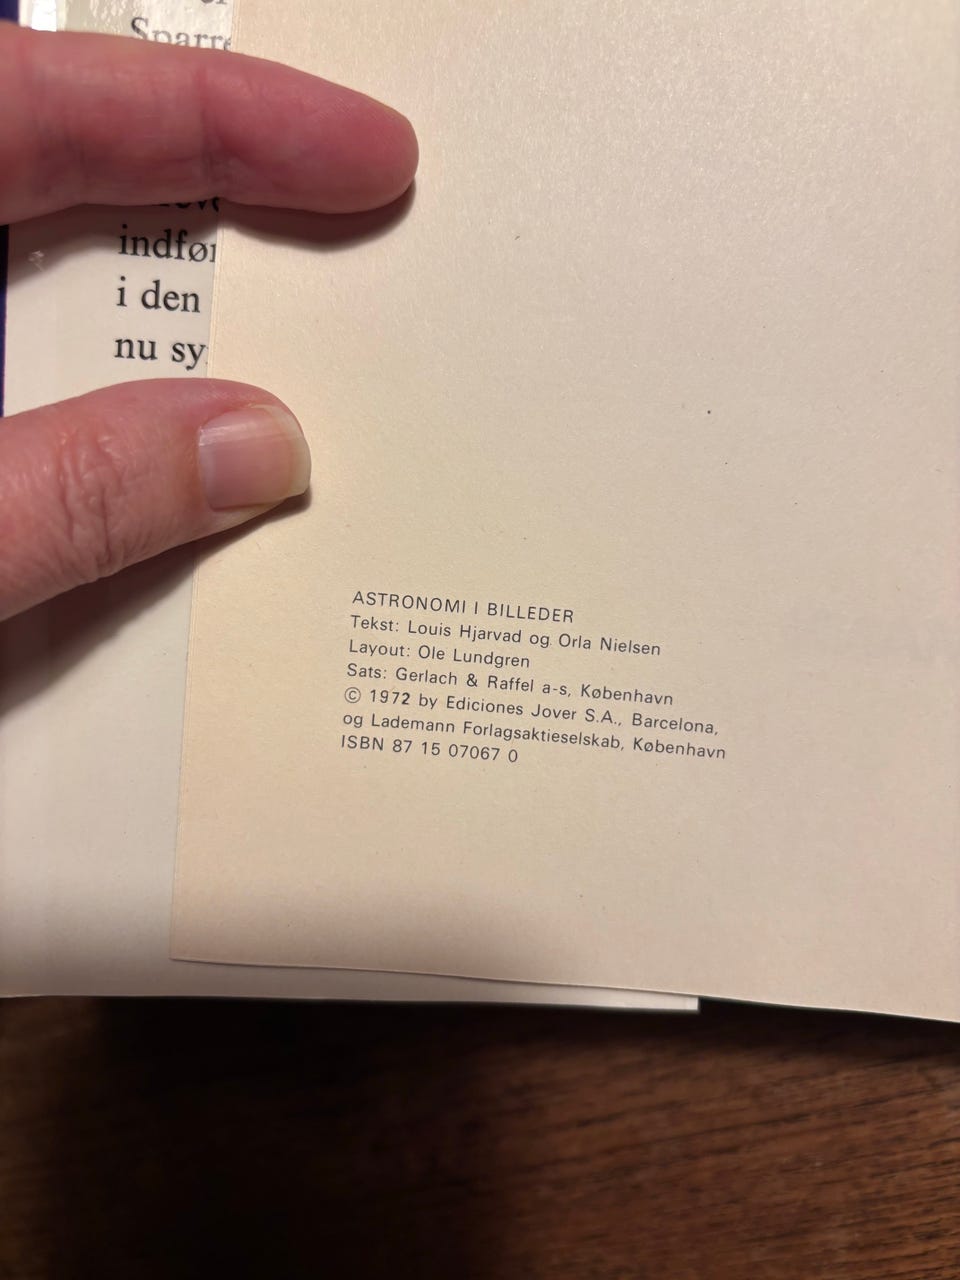 indfør
i den
nu sy
ASTRONOMI I BILLEDER
Tekst: Louis Hjarvad og Orla Nielsen
Layout: Ole Lundgren
Sats: Gerlach & Raffel a-s, København
© 1972 by Ediciones Jover S.A., Barcelona,
og Lademann Forlagsaktieselskab, København
ISBN 87 15 07067 0